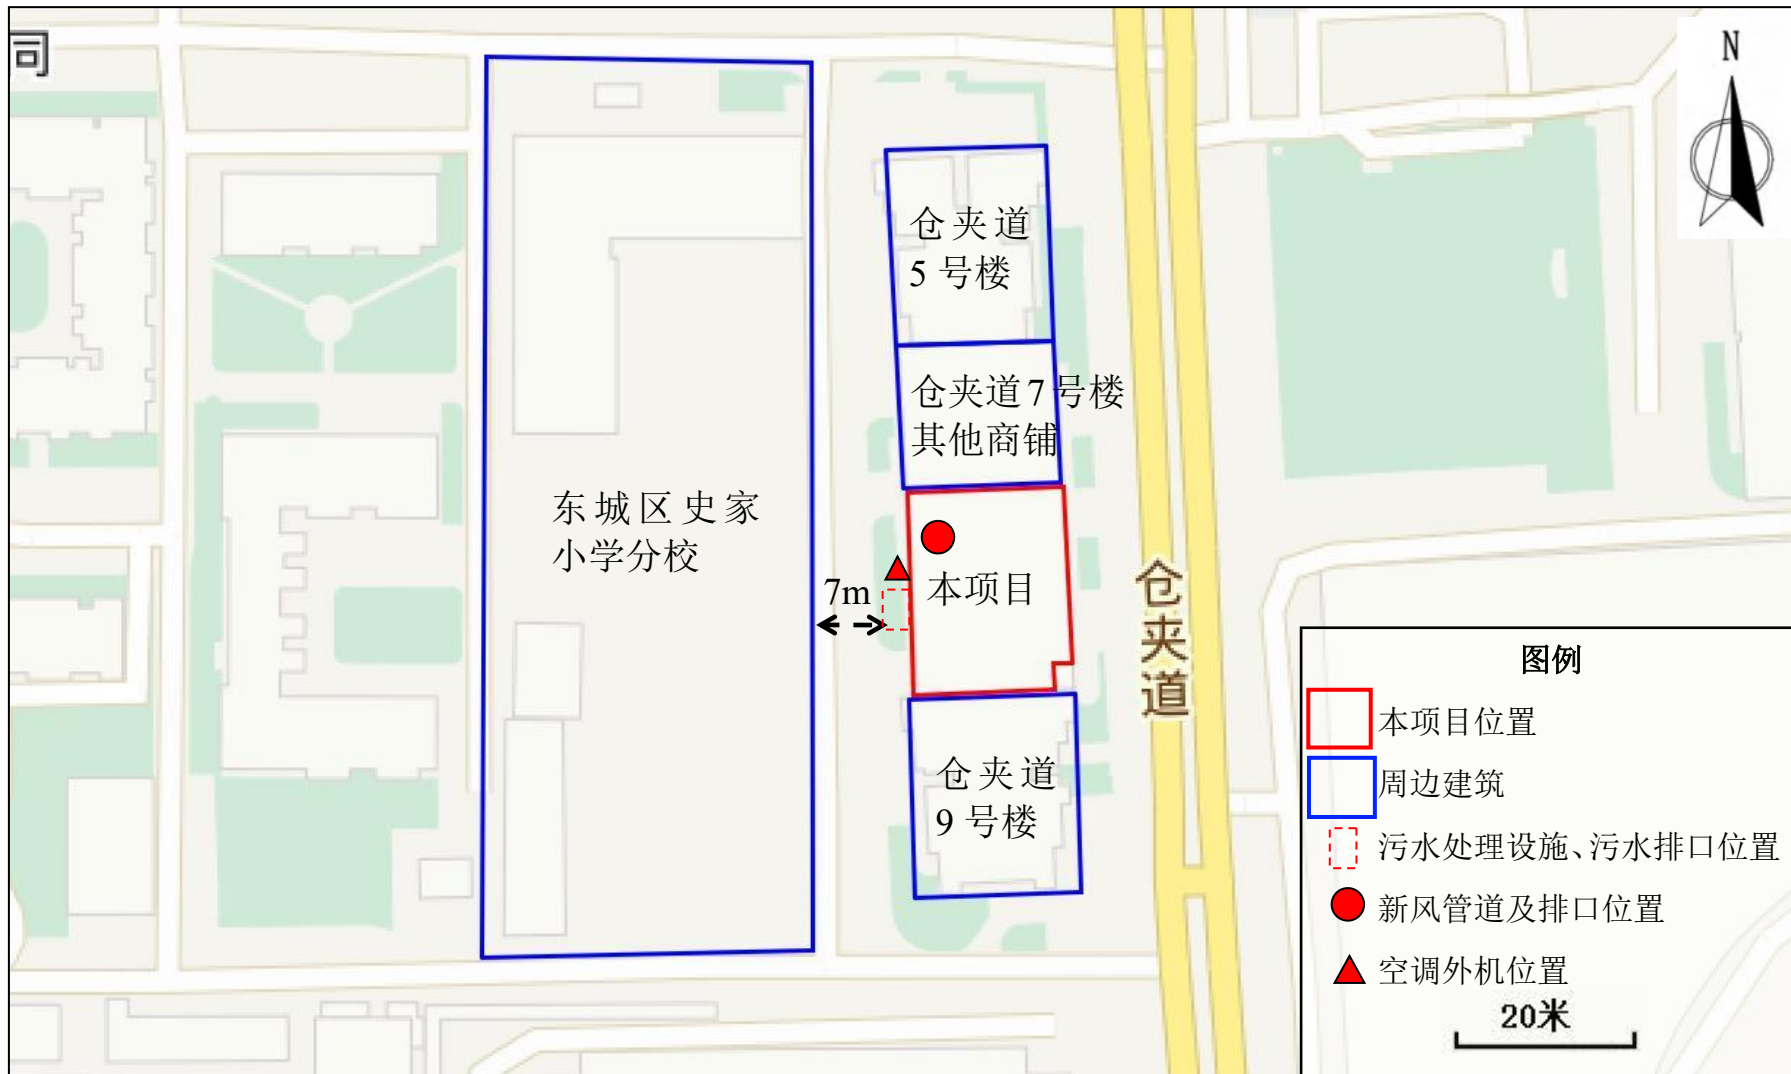 同
N
仓夹道
5号楼
仓夹道7号楼
其他商铺
东城区史家
小学分校
本项目
7m
仓夹道
仓夹道
9号楼
图例
本项目位置
周边建筑
污水处理设施、污水排口位置
新风管道及排口位置
空调外机位置
20米